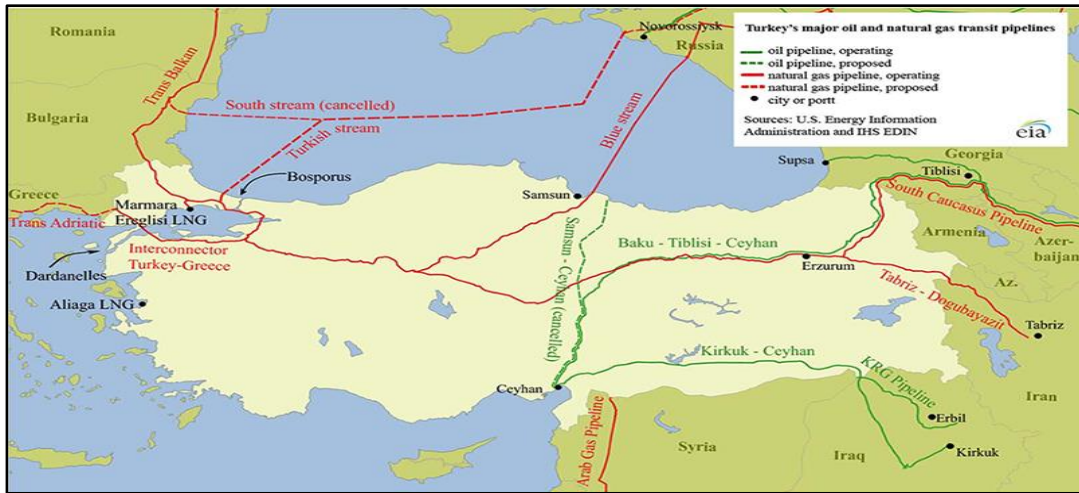 Romania
Novorossiysk
Russia
Turkey's major oil and natural gas transit pipelines
oil pipeline, operating
oil pipeline, proposed
natural gas pipeline, operating
natural gas pipeline, proposed
city or portt
Sources: U.S. Energy Information
Administration and IHS EDIN
eia
Trans Balkan
South stream (cancelled)
Turkish stream
Blue stream
Bulgaria
Bosporus
Supsa
Georgia
Tiblisi
Greece
Marmara
Ereglisi LNG
Samsun
South Caucasus Pipeline
Trans Adriatic
Interconnector
Turkey-Greece
Samsun - Ceyhan (cancelled)
Baku - Tiblisi - Ceyhan
Erzurum
Armenia
Azer-
baijan
Az.
Dardanelles
Aliaga LNG
Tabriz - Dogubayazit
Tabriz
Ceyhan
Kirkuk - Ceyhan
KRG Pipeline
Erbil
Kirkuk
Iran
Arab Gas Pipeline
Syria
Iraq